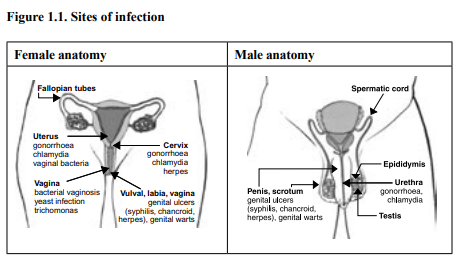 Figure 1.1. Sites of infection
Female anatomy
Fallopian tubes
Uterus
gonorrhoea
chlamydia
vaginal bacteria
Cervix
gonorrhoea
chlamydia
herpes
Vagina
bacterial vaginosis
yeast infection
trichomonas
Vulval, labia, vagina
genital ulcers
(syphilis, chancroid,
herpes), genital warts
Male anatomy
Spermatic cord
Epididymis
Urethra
gonorrhoea,
chlamydia
Penis, scrotum
genital ulcers
(syphilis, chancroid,
herpes), genital warts
Testis